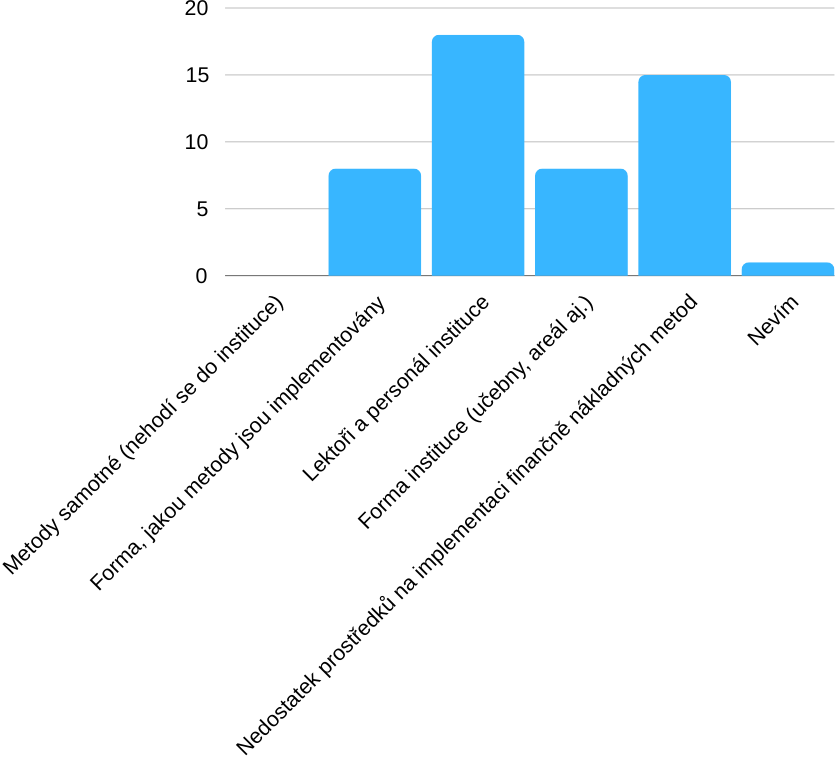 20
15
10
5
0
Metody samotné (nehodí se do instituce)
Forma, jakou metody jsou implementovány
Lektoři a personál instituce
Forma instituce (učebny, areál aj.)
Nedostatek prostředků na implementaci finančně nákladných metod
Nevím